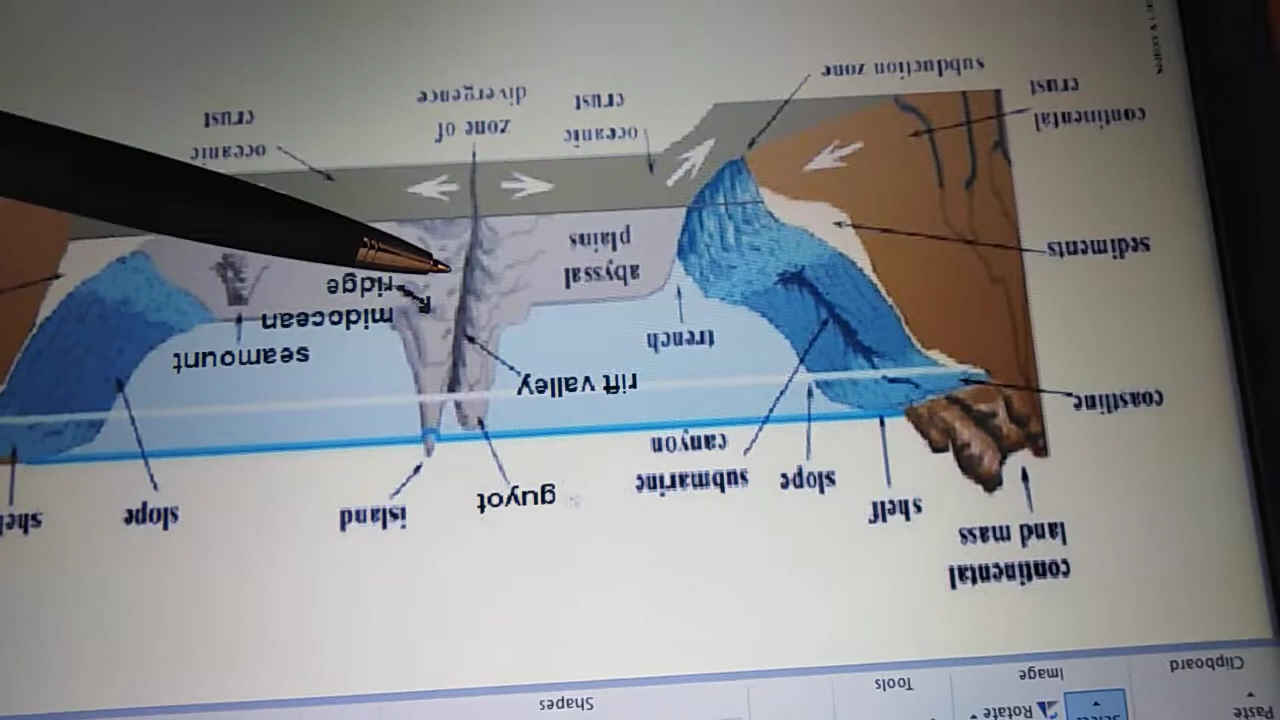 Paste
Rotate
Clipboard
Image
Tools
Shapes
continental
land mass
shelf
slope
submarine
canyon
guyot
island
slope
coastline
rift valley
trench
seamount
midocean
ridge
sediments
abyssal
plains
continental
crust
subduction zone
oceanic
crust
zone of
divergence
oceanic
crust